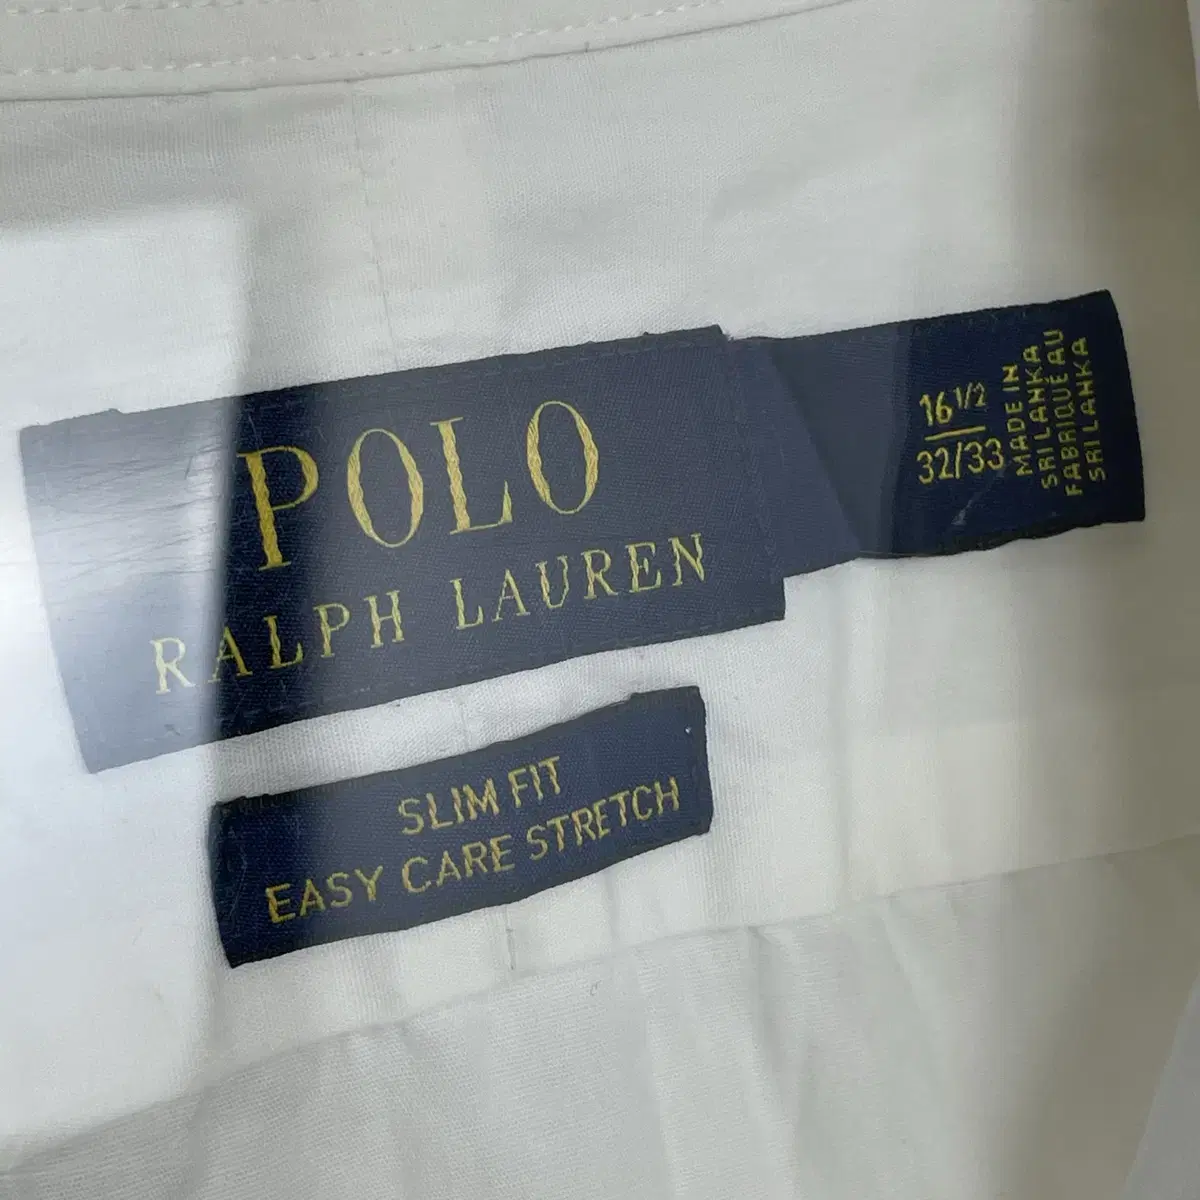 POLO
RALPH LAUREN
16 1/2
32/33
MADE IN
SRI LANKA
FABRIQUÉ AU
SRI LANKA
SLIM FIT
EASY CARE STRETCH